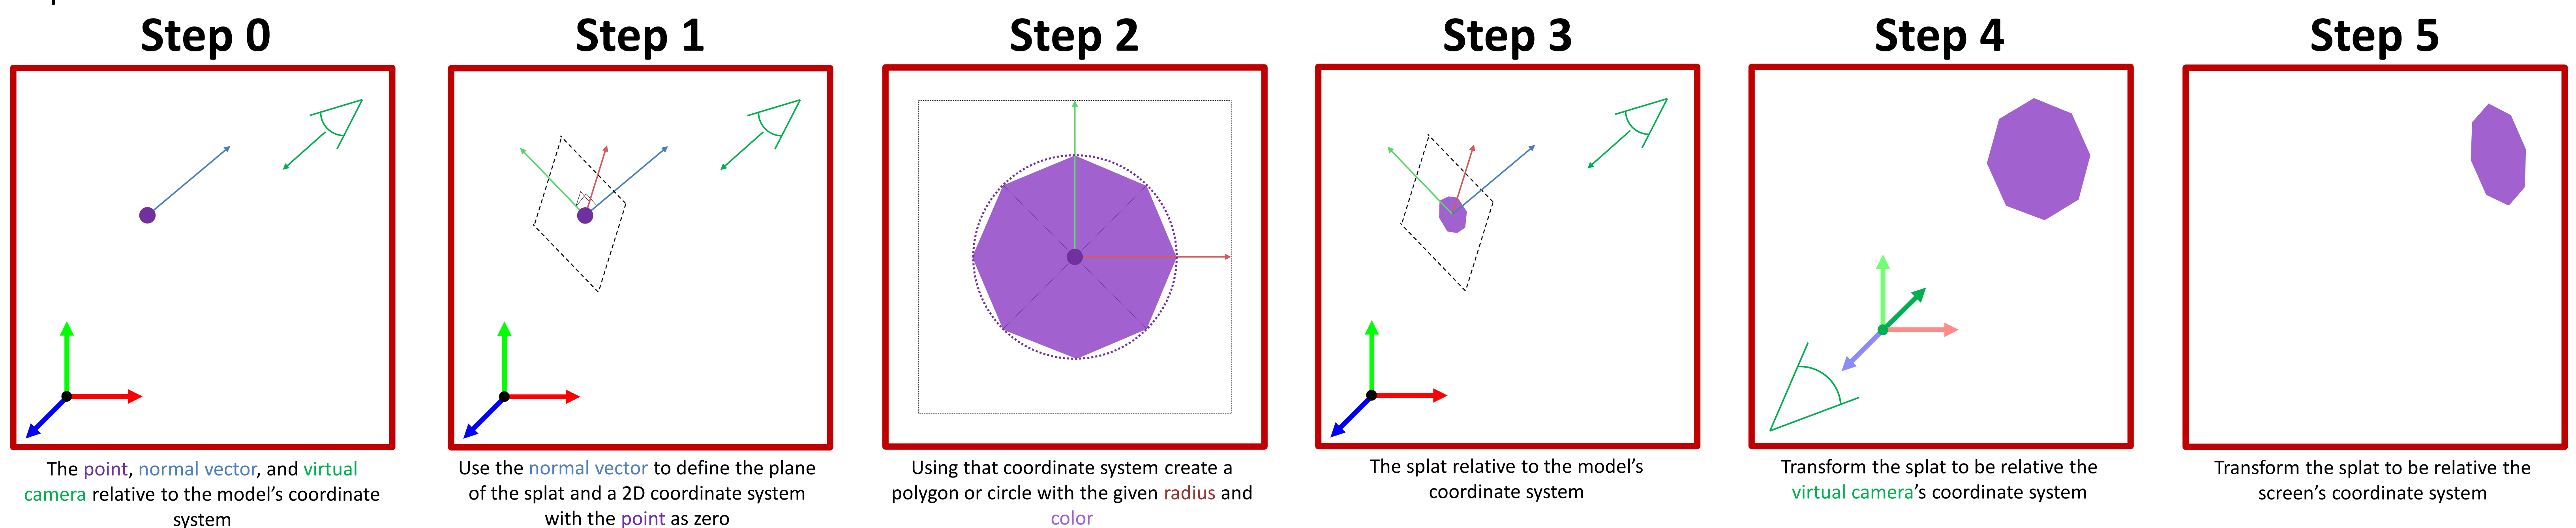 Step 0
The point, normal vector, and virtual
camera relative to the model's coordinate
system
Step 1
Use the normal vector to define the plane
of the splat and a 2D coordinate system
with the point as zero
Step 2
Using that coordinate system create a
polygon or circle with the given radius and
color
Step 3
The splat relative to the model's
coordinate system
Step 4
Transform the splat to be relative the
virtual camera's coordinate system
Step 5
Transform the splat to be relative the
screen's coordinate system